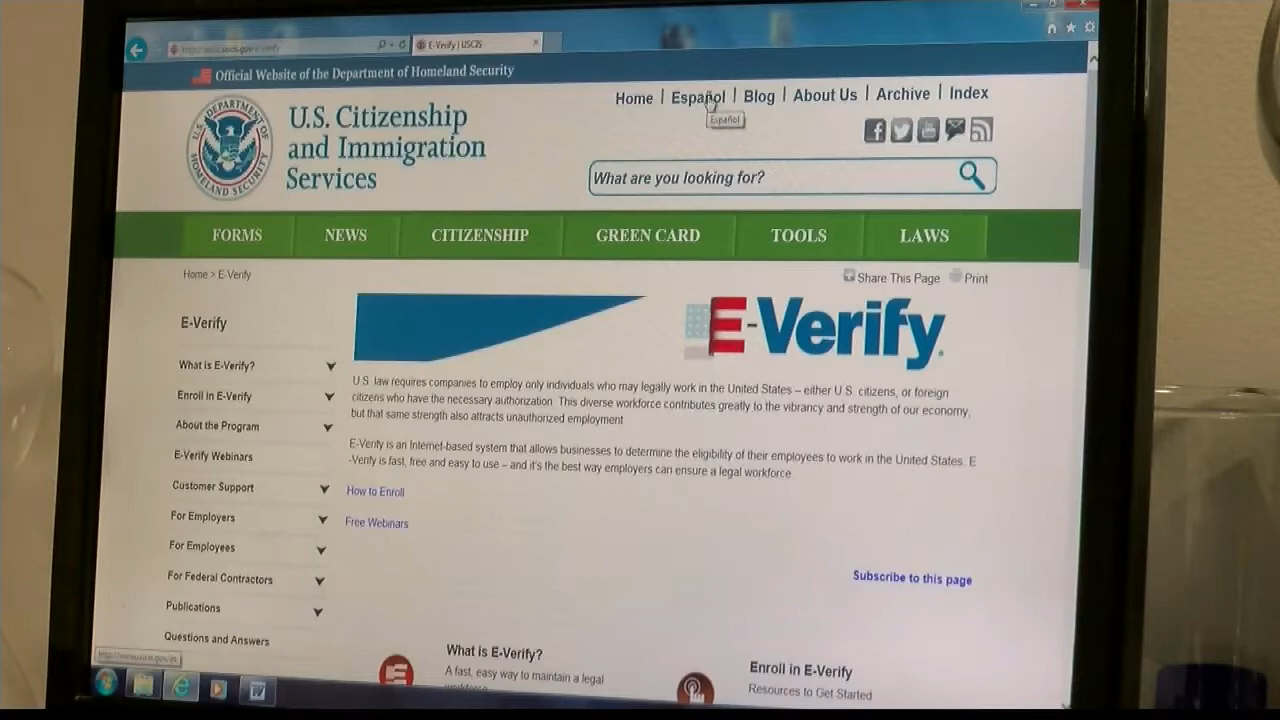 E-Verify | USCIS
Official Website of the Department of Homeland Security
Home | Español | Blog | About Us | Archive | Index
Español
U.S. DEPARTMENT OF HOMELAND SECURITY
U.S. Citizenship
and Immigration
Services
What are you looking for?
FORMS NEWS CITIZENSHIP GREEN CARD TOOLS LAWS
Home > E-Verify
Share This Page Print
E-Verify
E-Verify
What is E-Verify?
Enroll in E-Verify
About the Program
E-Verify Webinars
Customer Support
For Employers
For Employees
For Federal Contractors
Publications
Questions and Answers
U.S. law requires companies to employ only individuals who may legally work in the United States – either U.S. citizens, or foreign
citizens who have the necessary authorization. This diverse workforce contributes greatly to the vibrancy and strength of our economy,
but that same strength also attracts unauthorized employment
E-Verify is an Internet-based system that allows businesses to determine the eligibility of their employees to work in the United States. E
-Verify is fast, free and easy to use – and it's the best way employers can ensure a legal workforce
How to Enroll
Free Webinars
Subscribe to this page
What is E-Verify?
A fast, easy way to maintain a legal
Enroll in E-Verify
Resources to Get Started